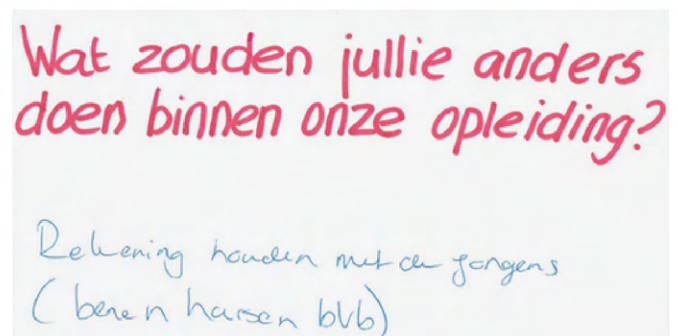 Wat zouden jullie anders
doen binnen onze opleiding?
Rekening houden met de jongens
(benen harsen bvb)